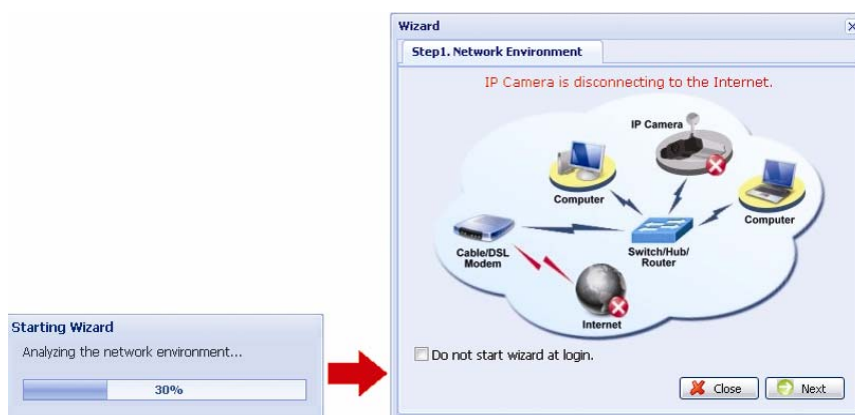 Starting Wizard
Analyzing the network environment...
30%
Wizard
Step1. Network Environment
IP Camera is disconnecting to the Internet.
IP Camera
Computer
Computer
Cable/DSL
Modem
Switch/Hub/
Router
Internet
Do not start wizard at login.
Close
Next